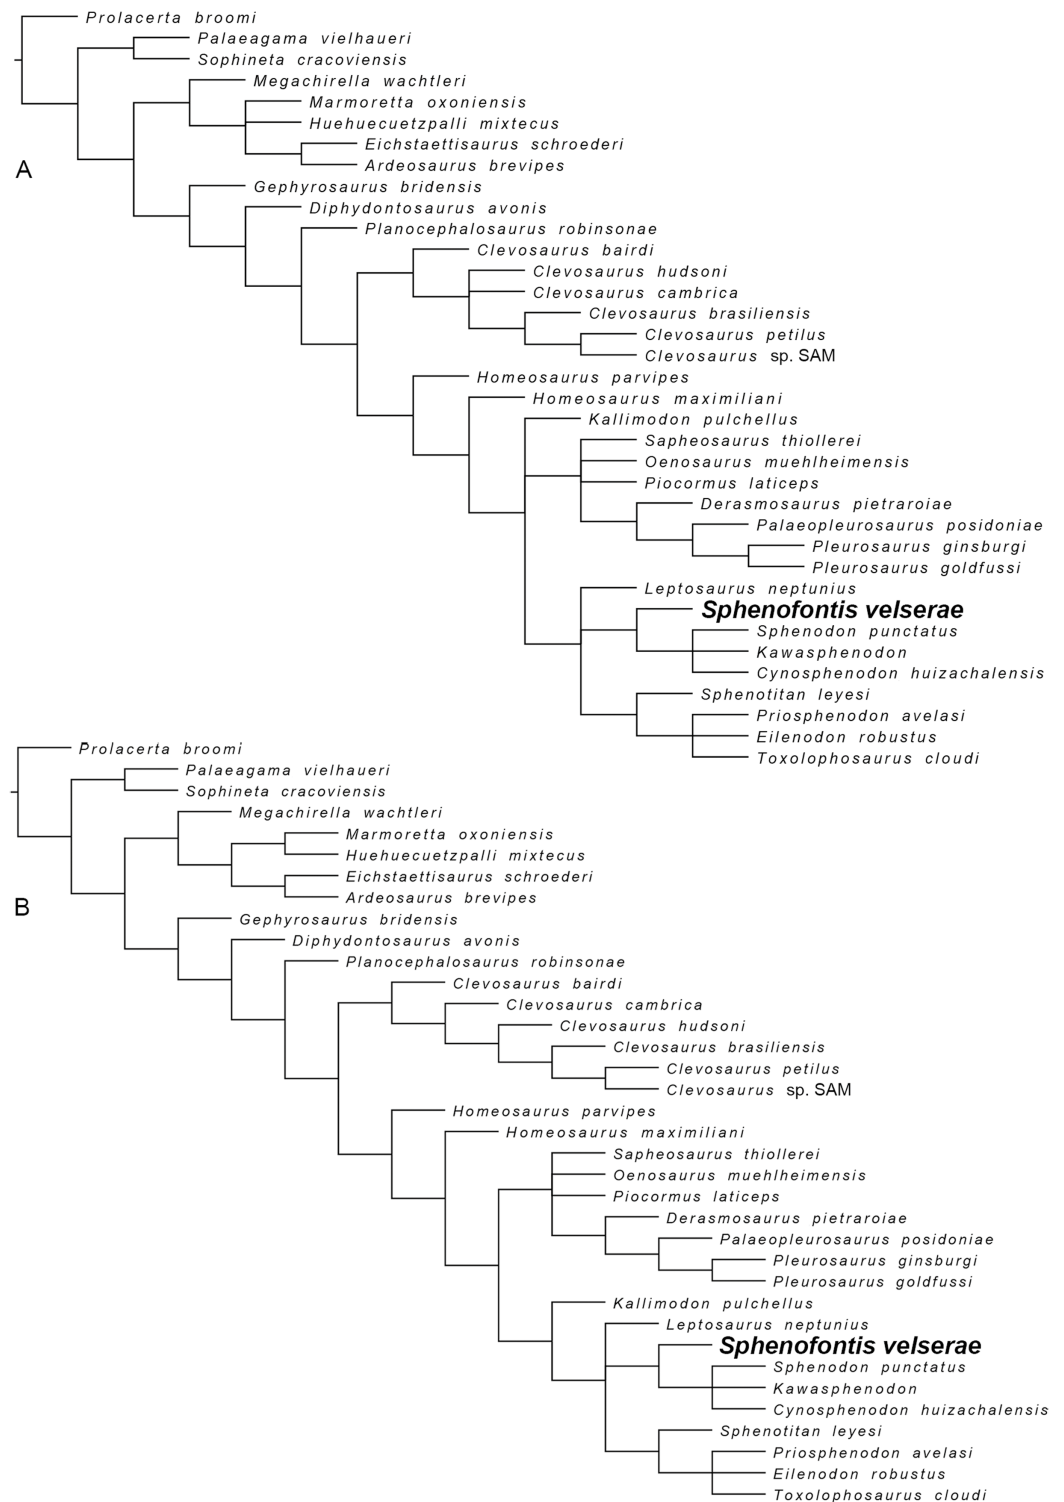 Prolacerta broomi
Palaeagama vielhaueri
Sophineta cracoviensis
Megachirella wachtleri
Marmoretta oxoniensis
Huehuecuetzpalli mixtecus
Eichstaettisaurus schroederi
Ardeosaurus brevipes
A
Gephyrosaurus bridensis
Diphydontosaurus avonis
Planocephalosaurus robinsonae
Clevosaurus bairdi
Clevosaurus hudsoni
Clevosaurus cambrica
Clevosaurus brasiliensis
Clevosaurus petilus
Clevosaurus sp. SAM
Homeosaurus parvipes
Homeosaurus maximiliani
Kallimodon pulchellus
Sapheosaurus thiollerei
Oenosaurus muehlheimensis
Piocormus laticeps
Derasmosaurus pietraroiae
Palaeopleurosaurus posidoniae
Pleurosaurus ginsburgi
Pleurosaurus goldfussi
Leptosaurus neptunius
Sphenofontis velserae
Sphenodon punctatus
Kawasphenodon
Cynosphenodon huizachalensis
Sphenotitan leyesi
Priosphenodon avelasi
Eilenodon robustus
Toxolophosaurus cloudi
Prolacerta broomi
Palaeagama vielhaueri
Sophineta cracoviensis
Megachirella wachtleri
Marmoretta oxoniensis
Huehuecuetzpalli mixtecus
Eichstaettisaurus schroederi
Ardeosaurus brevipes
B
Gephyrosaurus bridensis
Diphydontosaurus avonis
Planocephalosaurus robinsonae
Clevosaurus bairdi
Clevosaurus cambrica
Clevosaurus hudsoni
Clevosaurus brasiliensis
Clevosaurus petilus
Clevosaurus sp. SAM
Homeosaurus parvipes
Homeosaurus maximiliani
Sapheosaurus thiollerei
Oenosaurus muehlheimensis
Piocormus laticeps
Derasmosaurus pietraroiae
Palaeopleurosaurus posidoniae
Pleurosaurus ginsburgi
Pleurosaurus goldfussi
Kallimodon pulchellus
Leptosaurus neptunius
Sphenofontis velserae
Sphenodon punctatus
Kawasphenodon
Cynosphenodon huizachalensis
Sphenotitan leyesi
Priosphenodon avelasi
Eilenodon robustus
Toxolophosaurus cloudi